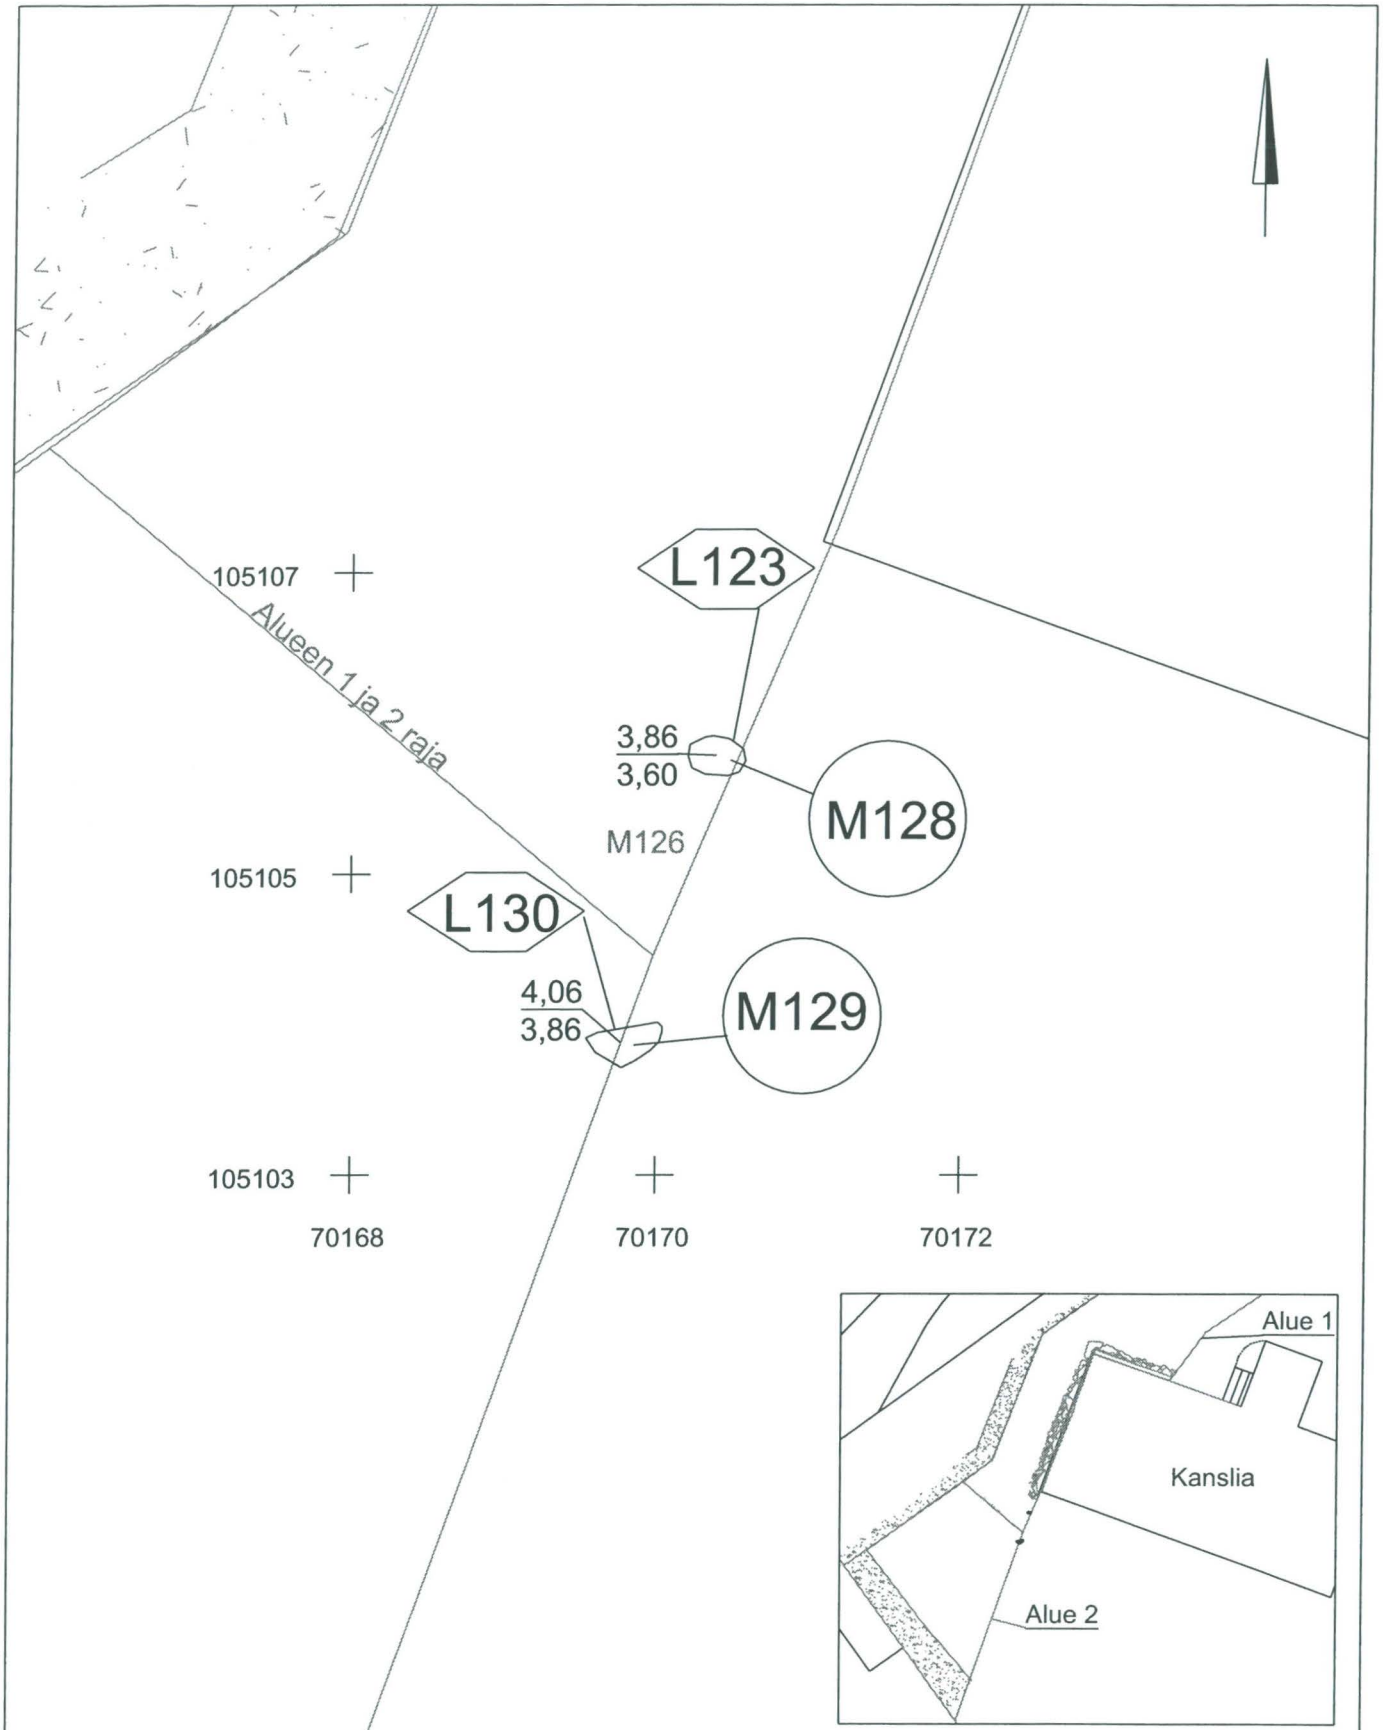 105107
Alueen 1 ja 2 raja
L123
3,86
3,60
M128
M126
105105
L130
4,06
3,86
M129
105103
70168
70170
70172
Alue 1
Kanslia
Alue 2